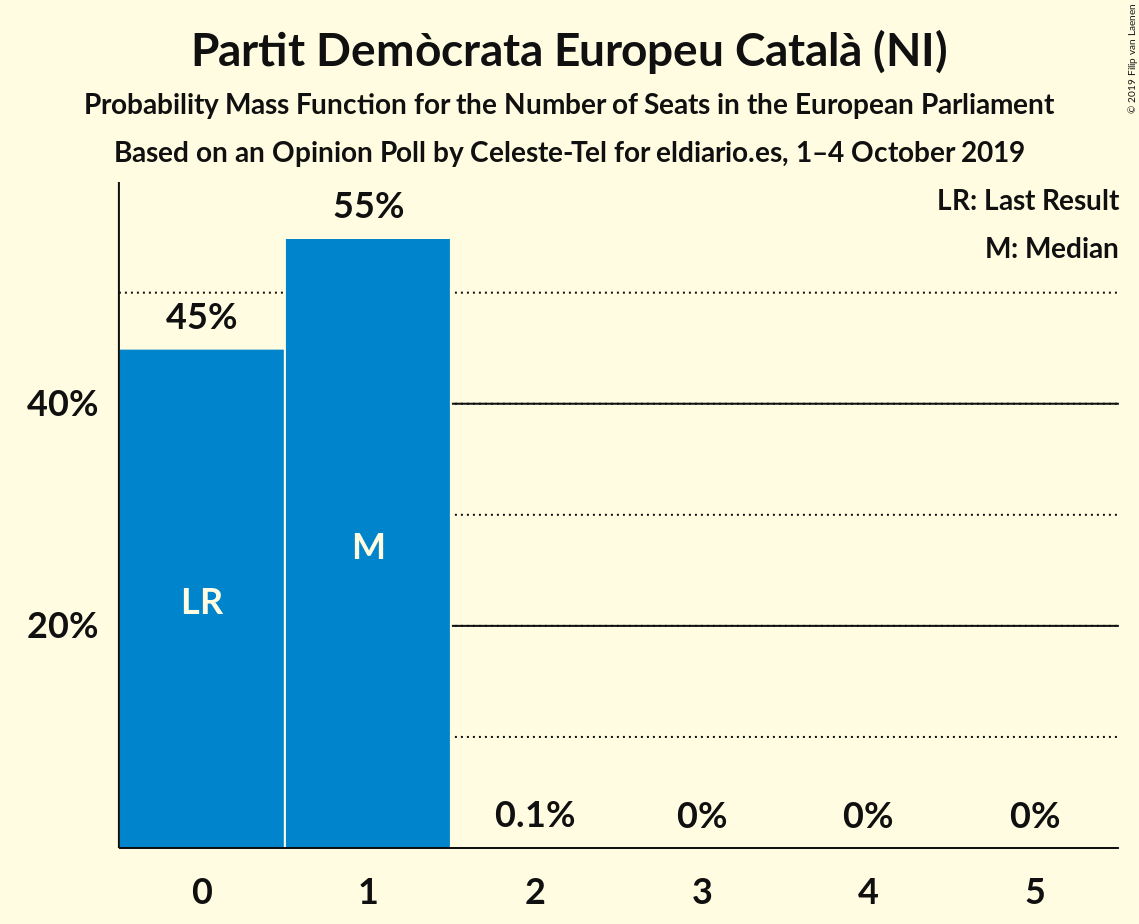 Partit Demòcrata Europeu Català (NI)
Probability Mass Function for the Number of Seats in the European Parliament
Based on an Opinion Poll by Celeste-Tel for eldiario.es, 1–4 October 2019
© 2019 Filip van Laenen
LR: Last Result
M: Median
55%
45%
40%
20%
LR
M
0.1%
0%
0%
0%
0
1
2
3
4
5